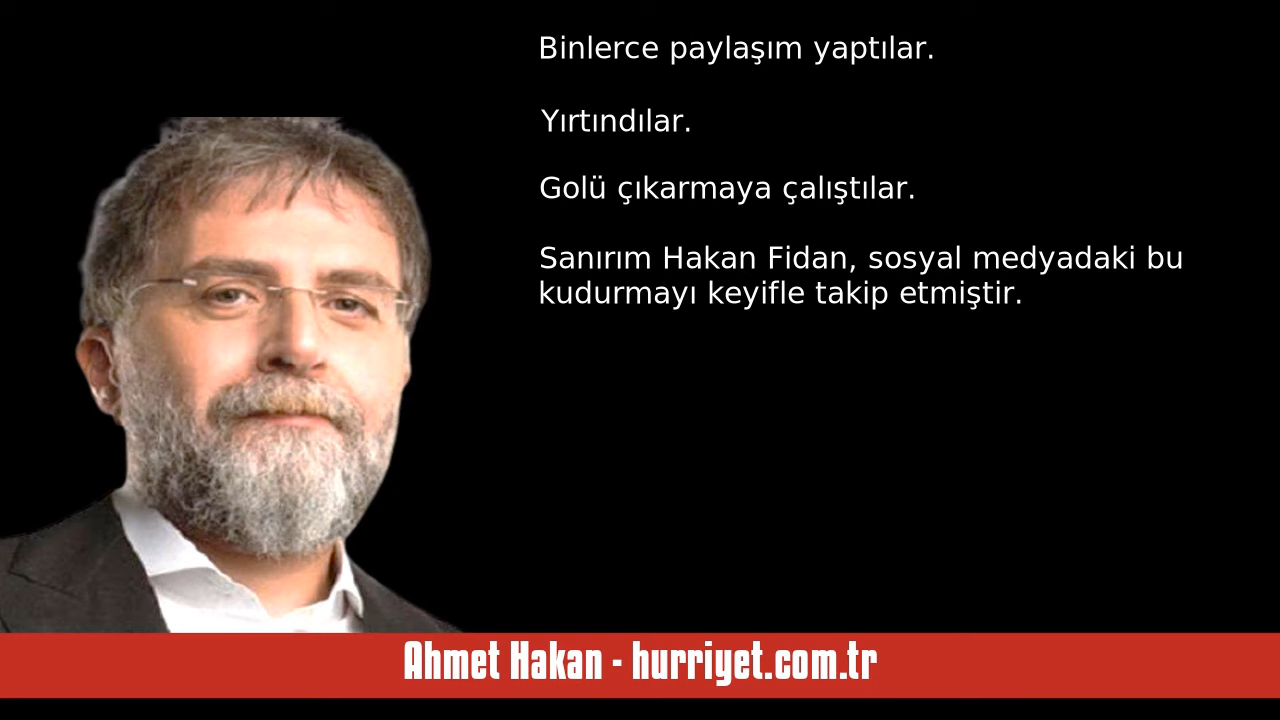 Binlerce paylaşım yaptılar.
Yırtındılar.
Golü çıkarmaya çalıştılar.
Sanırım Hakan Fidan, sosyal medyadaki bu
kudurmayı keyifle takip etmiştir.
Ahmet Hakan - hurriyet.com.tr